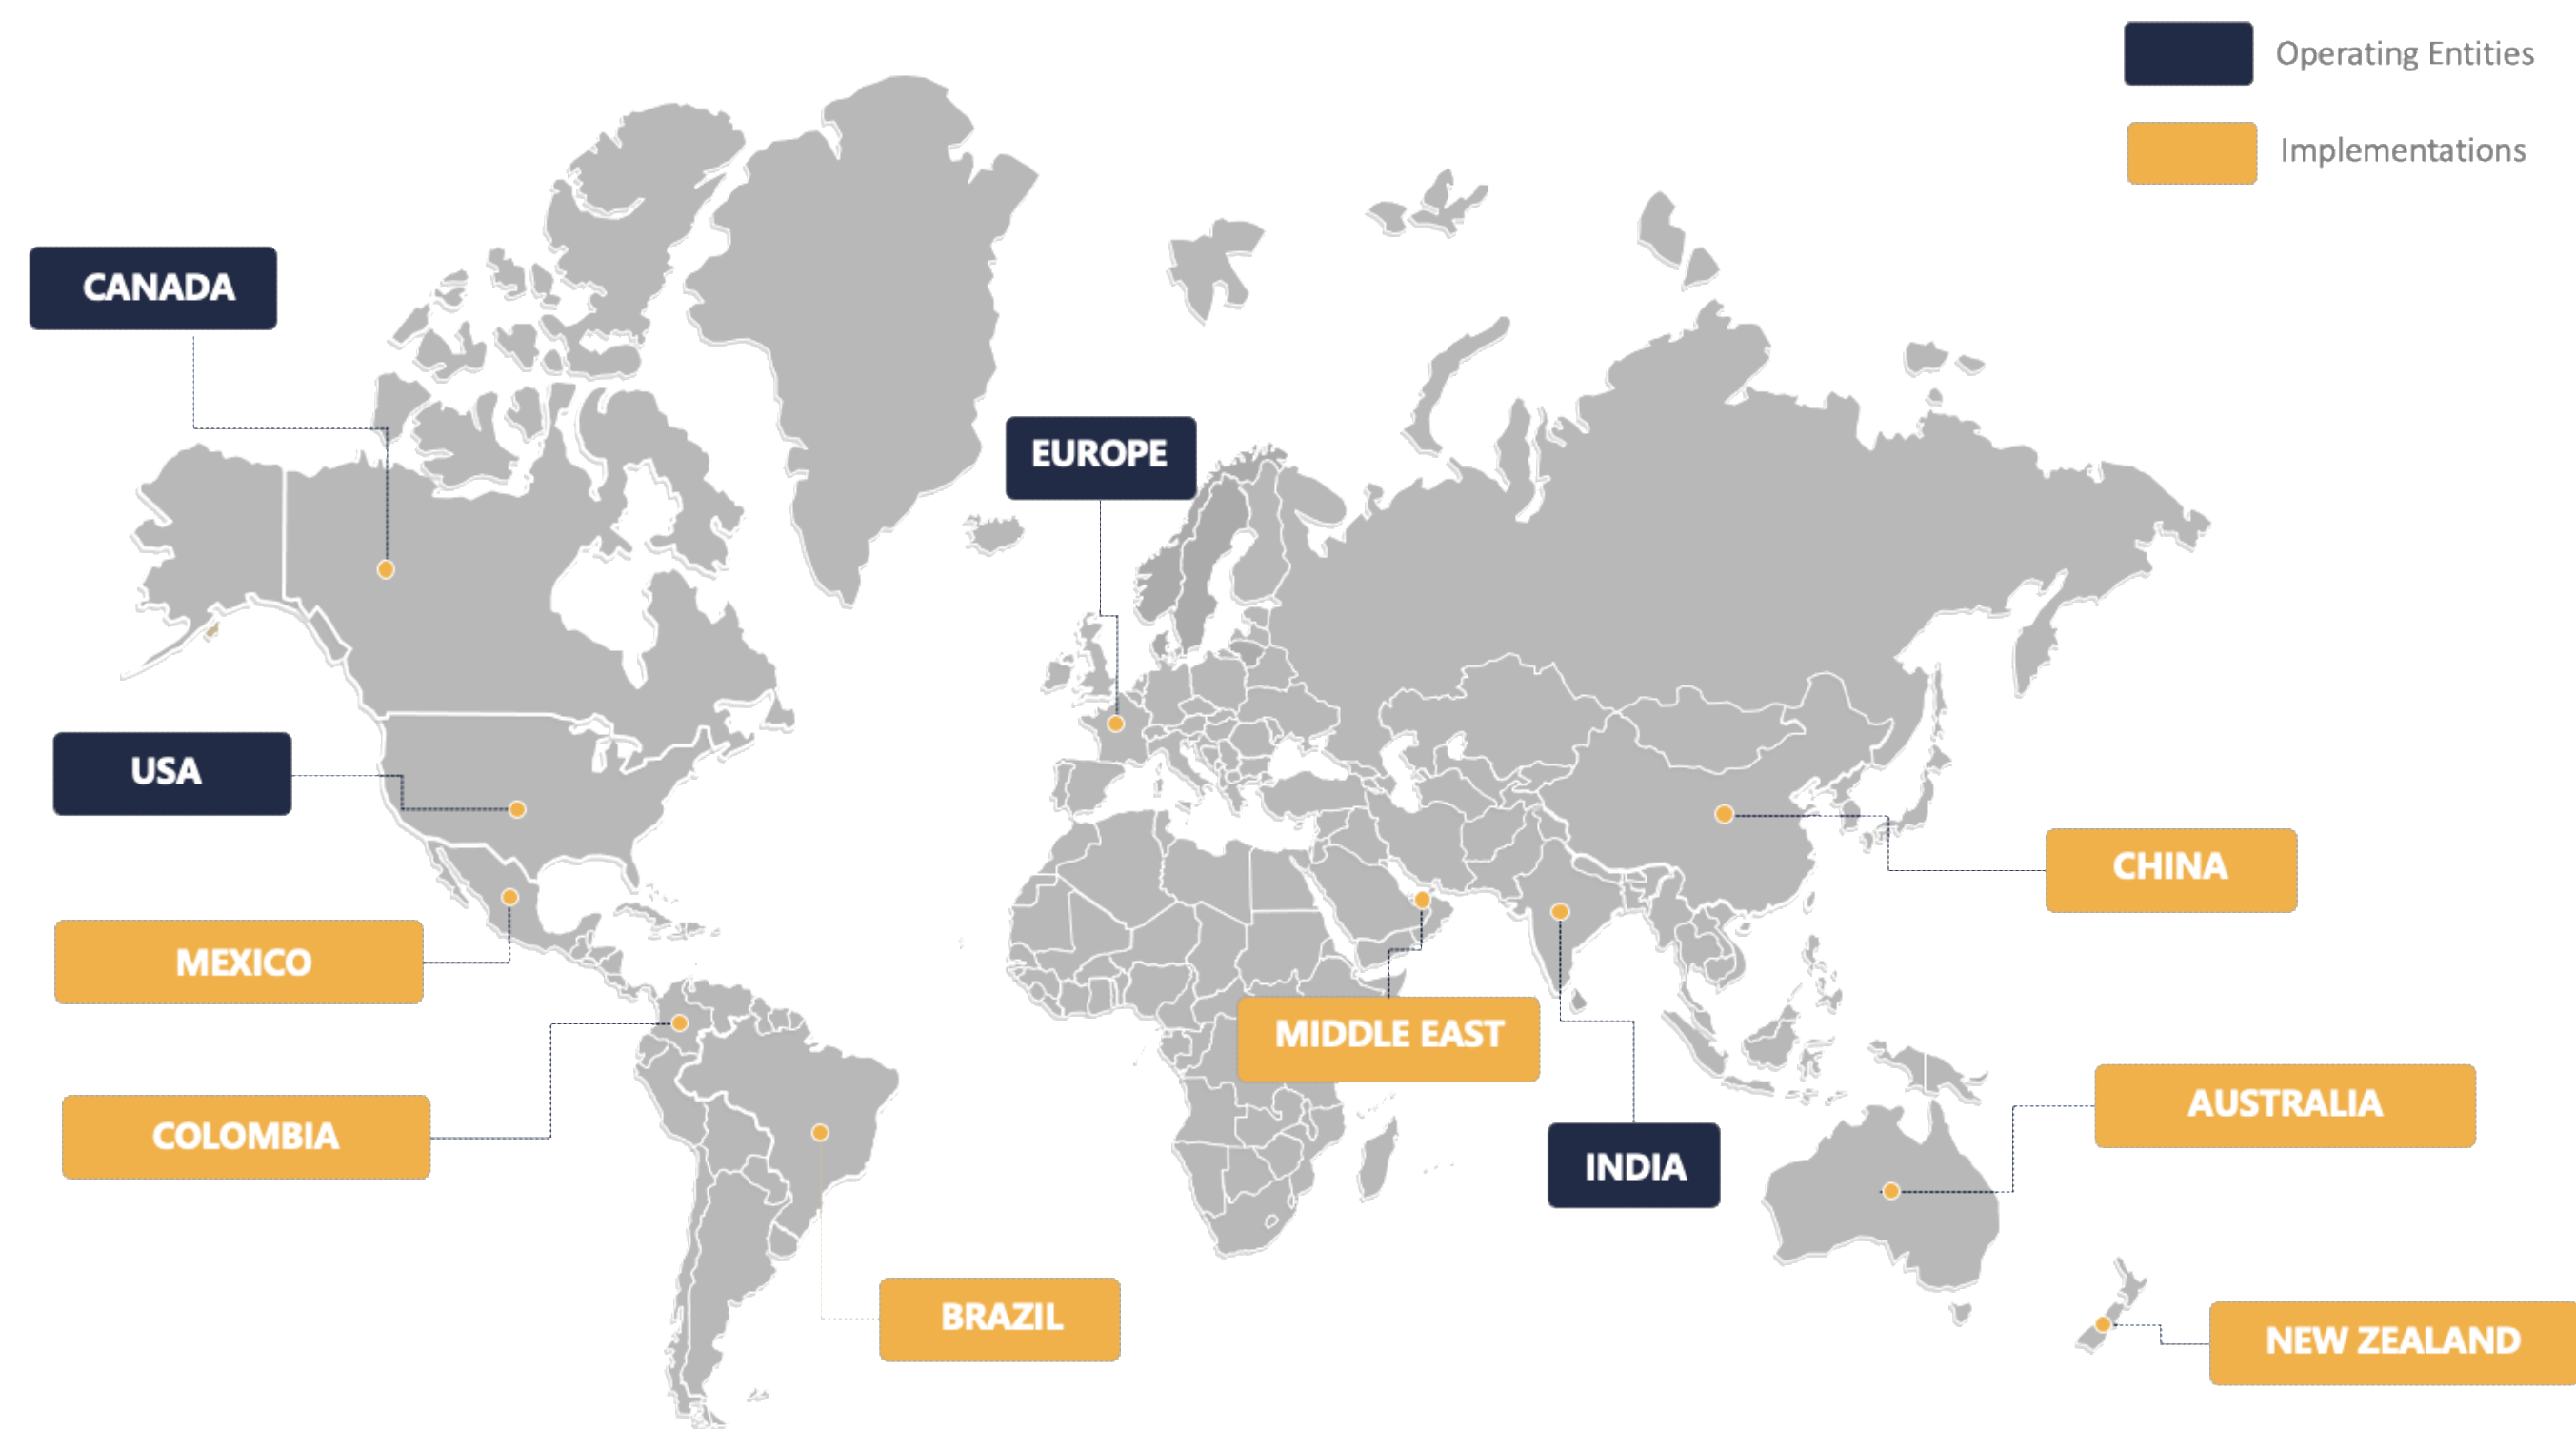 Operating Entities
Implementations
CANADA
EUROPE
USA
CHINA
MEXICO
MIDDLE EAST
COLOMBIA
AUSTRALIA
INDIA
BRAZIL
NEW ZEALAND